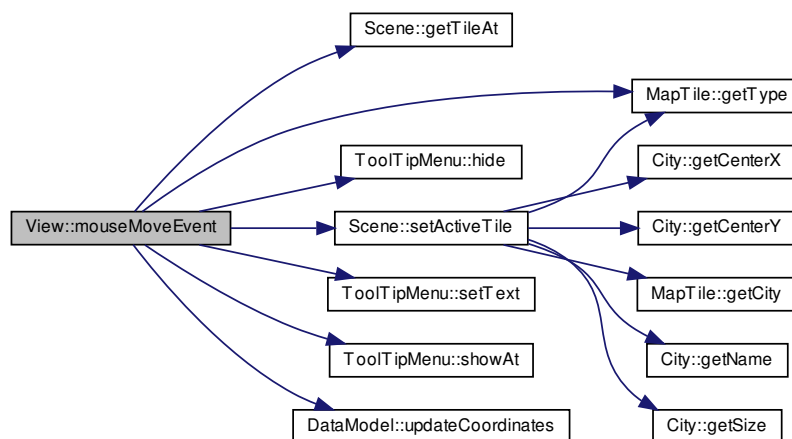 Scene::getTileAt
MapTile::getType
ToolTipMenu::hide
City::getCenterX
View::mouseMoveEvent
Scene::setActiveTile
City::getCenterY
ToolTipMenu::setText
MapTile::getCity
ToolTipMenu::showAt
City::getName
DataModel::updateCoordinates
City::getSize